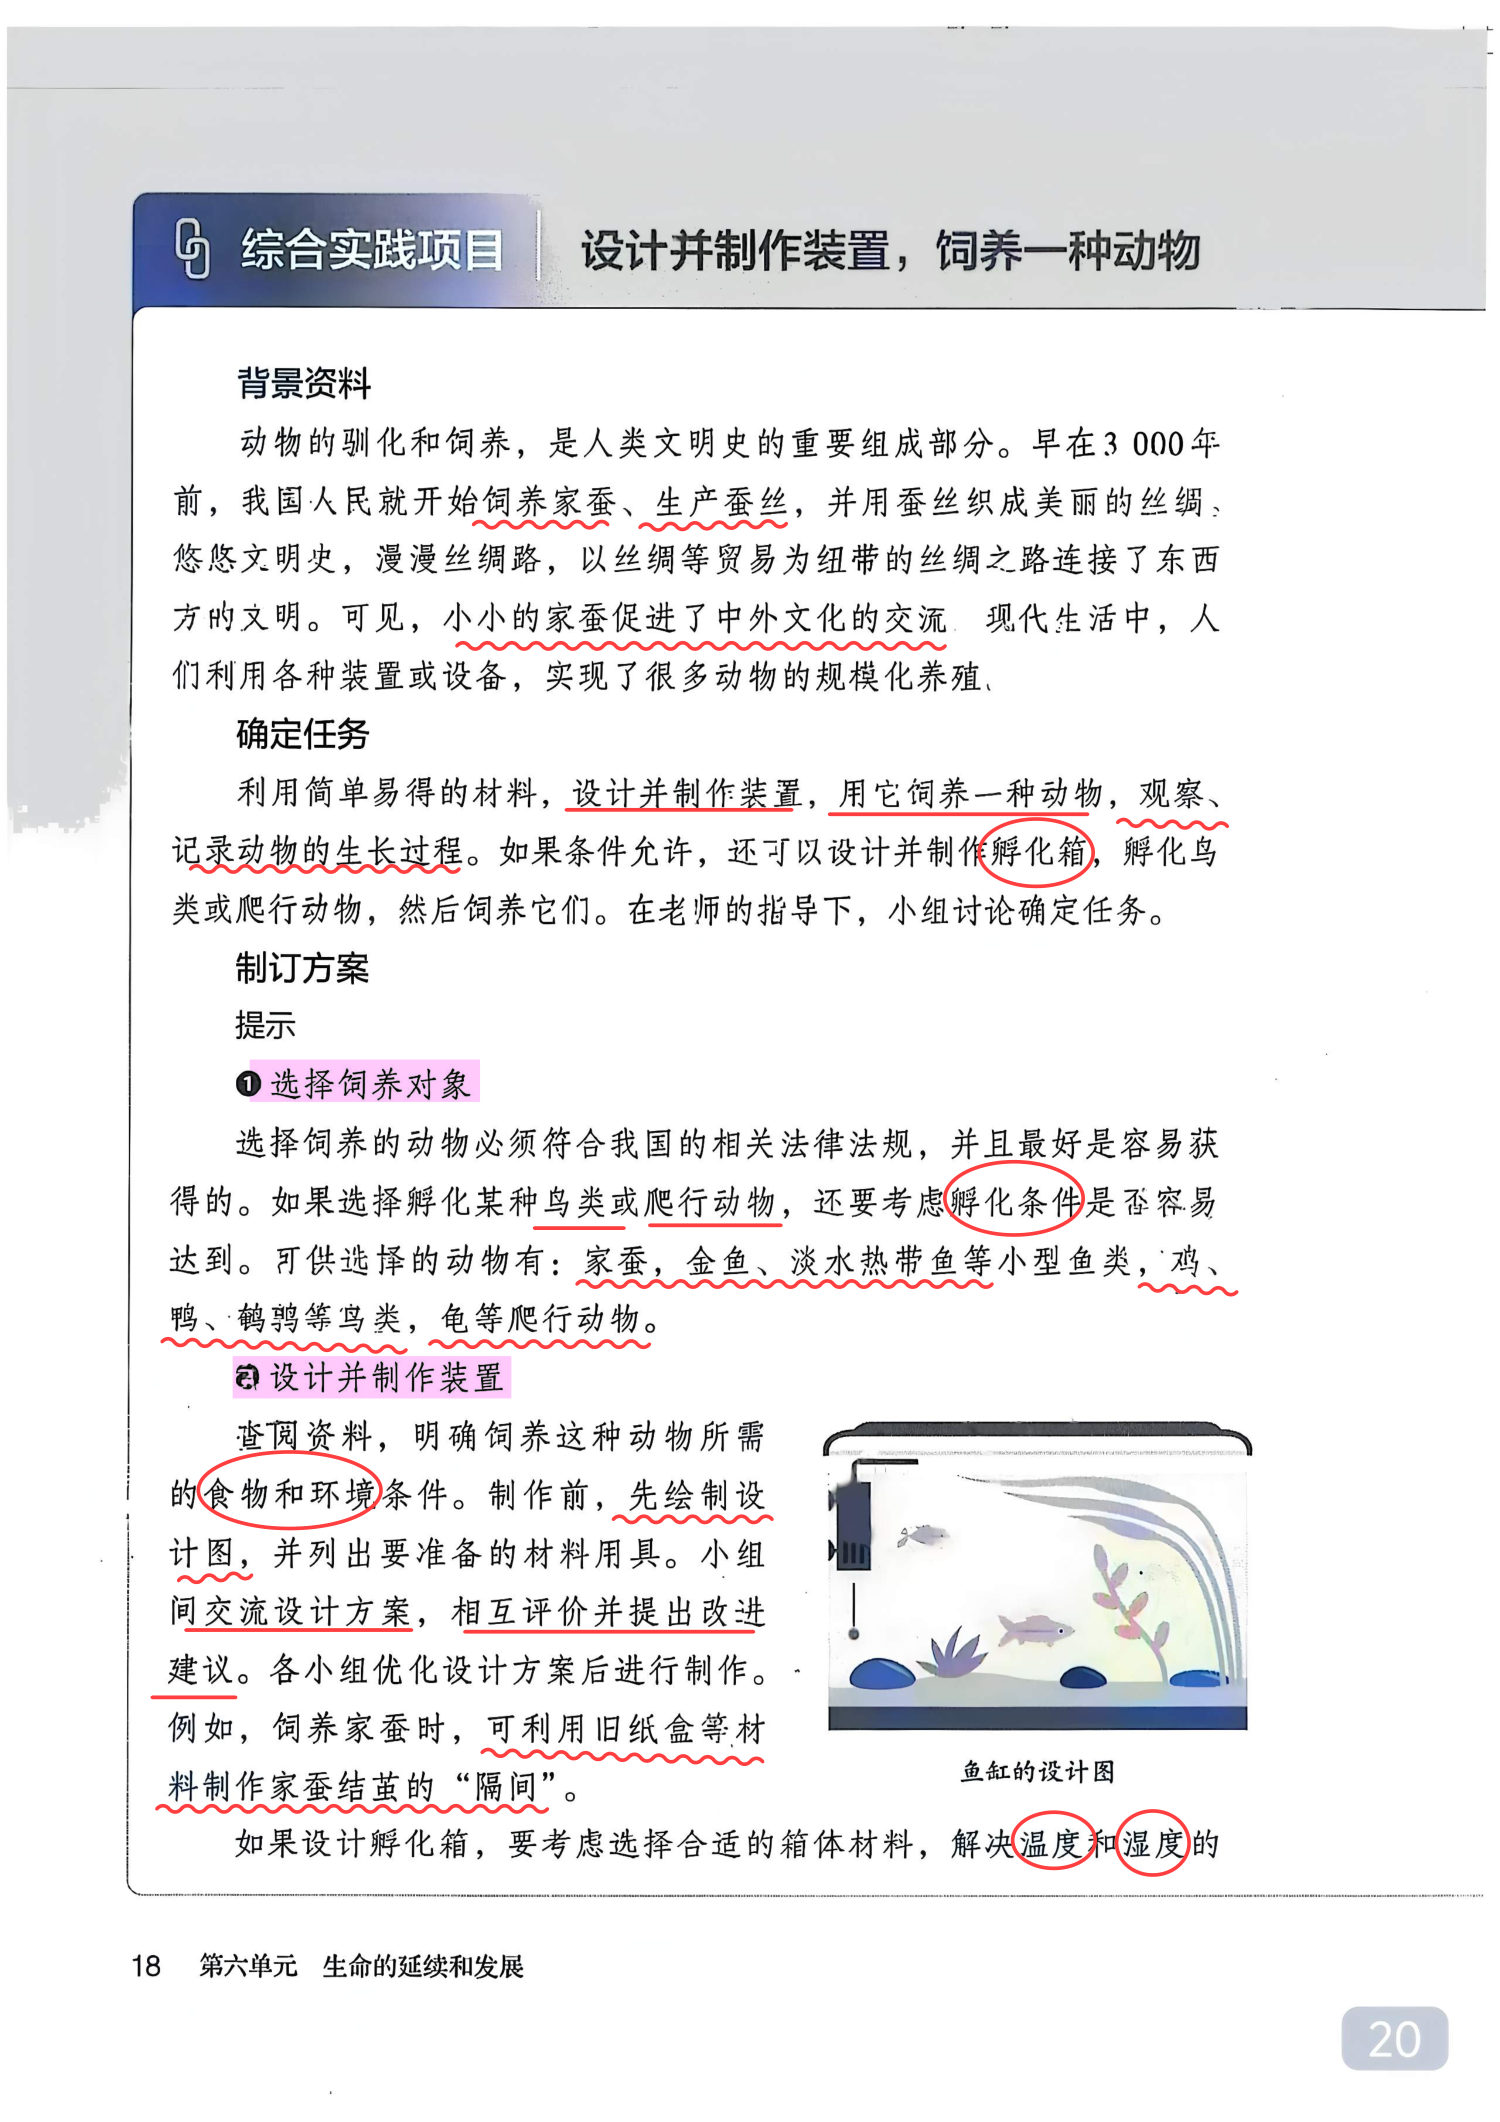 综合实践项目 设计并制作装置，饲养一种动物
背景资料
动物的驯化和饲养，是人类文明史的重要组成部分。早在3 000年
前，我国人民就开始饲养家蚕、生产蚕丝，并用蚕丝织成美丽的丝绸、
悠悠文明史，漫漫丝绸路，以丝绸等贸易为纽带的丝绸之路连接了东西
方的文明。可见，小小的家蚕促进了中外文化的交流 现代生活中，人
们利用各种装置或设备，实现了很多动物的规模化养殖、
确定任务
利用简单易得的材料，设计并制作装置，用它饲养一种动物，观察、
记录动物的生长过程。如果条件允许，还可以设计并制作孵化箱，孵化鸟
类或爬行动物，然后饲养它们。在老师的指导下，小组讨论确定任务。
制订方案
提示
❶选择饲养对象
选择饲养的动物必须符合我国的相关法律法规，并且最好是容易获
得的。如果选择孵化某种鸟类或爬行动物，还要考虑孵化条件是否容易
达到。可供选择的动物有：家蚕，金鱼、淡水热带鱼等小型鱼类，鸡、
鸭、鹌鹑等鸟类，龟等爬行动物。
❷设计并制作装置
查阅资料，明确饲养这种动物所需
的食物和环境条件。制作前，先绘制设
计图，并列出要准备的材料用具。小组
间交流设计方案，相互评价并提出改进
建议。各小组优化设计方案后进行制作。
例如，饲养家蚕时，可利用旧纸盒等材
料制作家蚕结茧的“隔间”。
鱼缸的设计图
如果设计孵化箱，要考虑选择合适的箱体材料，解决温度和湿度的
18 第六单元 生命的延续和发展
20